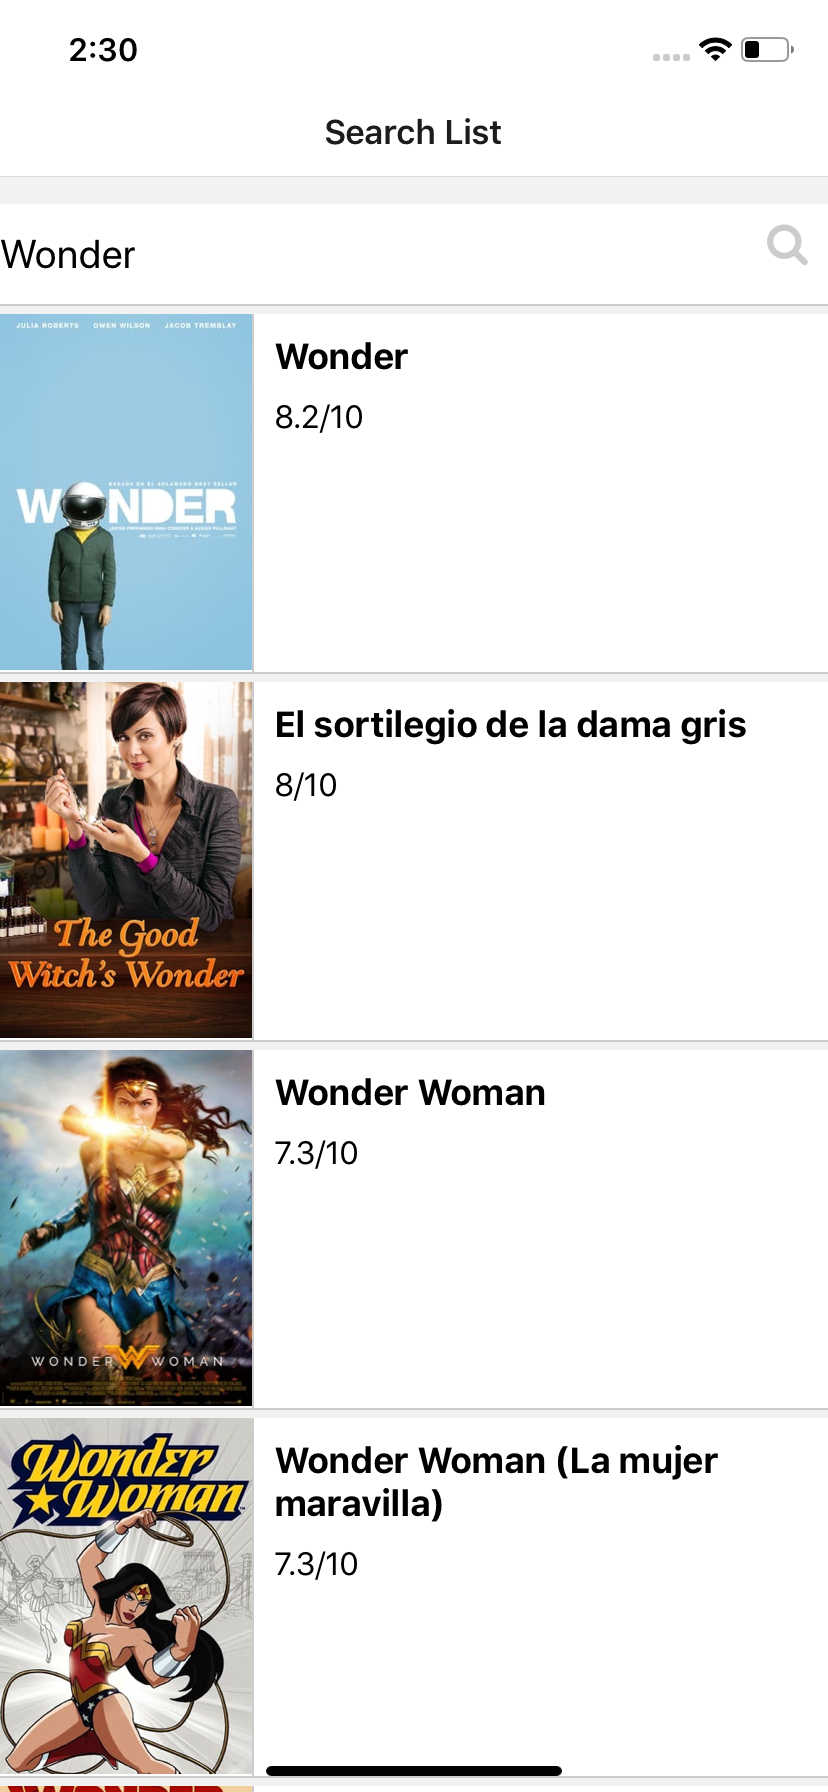 2:30
Search List
Wonder
JULIA ROBERTS OWEN WILSON JACOB TREMBLAY
BASADA EN EL ACLAMADO BEST SELLER
WONDER
Wonder
8.2/10
The Good
Witch's Wonder
El sortilegio de la dama gris
8/10
WONDER WOMAN
Wonder Woman
7.3/10
Wonder
Woman
Wonder Woman (La mujer
maravilla)
7.3/10